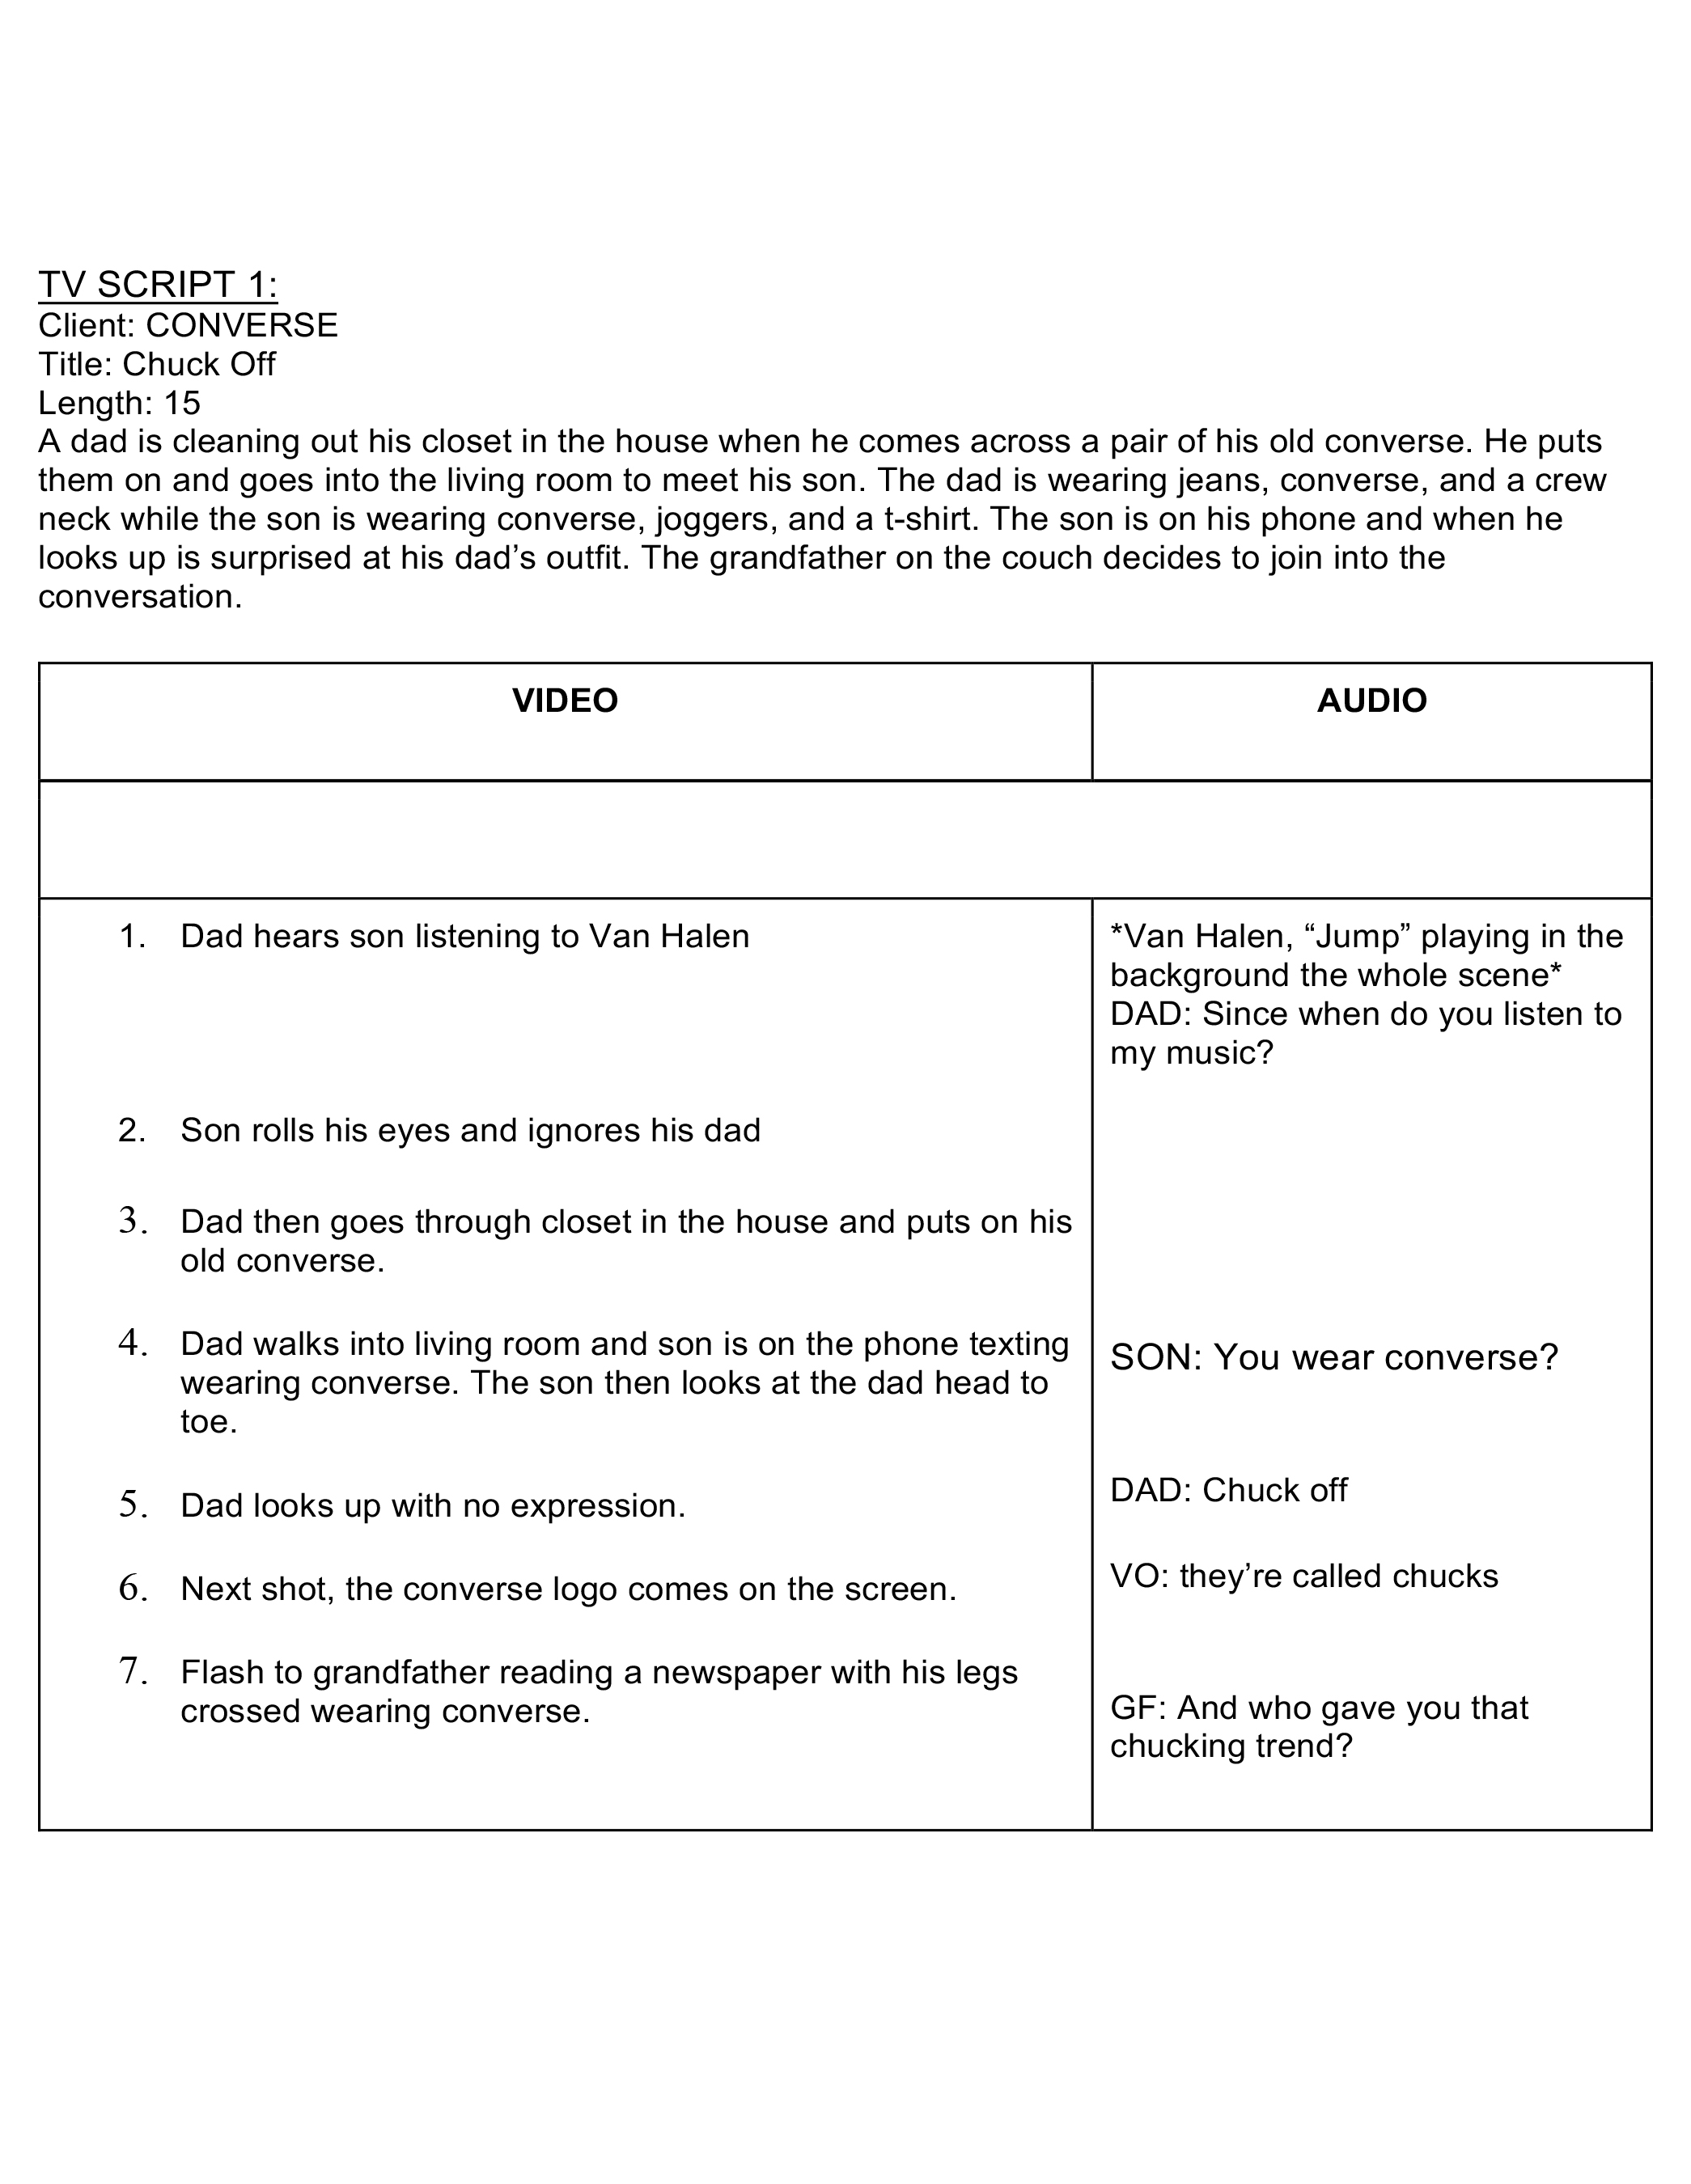 TV SCRIPT 1:
Client: CONVERSE
Title: Chuck Off
Length: 15
A dad is cleaning out his closet in the house when he comes across a pair of his old converse. He puts
them on and goes into the living room to meet his son. The dad is wearing jeans, converse, and a crew
neck while the son is wearing converse, joggers, and a t-shirt. The son is on his phone and when he
looks up is surprised at his dad’s outfit. The grandfather on the couch decides to join into the
conversation.
VIDEO
AUDIO
1. Dad hears son listening to Van Halen
2. Son rolls his eyes and ignores his dad
3. Dad then goes through closet in the house and puts on his
old converse.
4. Dad walks into living room and son is on the phone texting
wearing converse. The son then looks at the dad head to
toe.
5. Dad looks up with no expression.
6. Next shot, the converse logo comes on the screen.
7. Flash to grandfather reading a newspaper with his legs
crossed wearing converse.
*Van Halen, “Jump” playing in the
background the whole scene*
DAD: Since when do you listen to
my music?
SON: You wear converse?
DAD: Chuck off
VO: they’re called chucks
GF: And who gave you that
chucking trend?